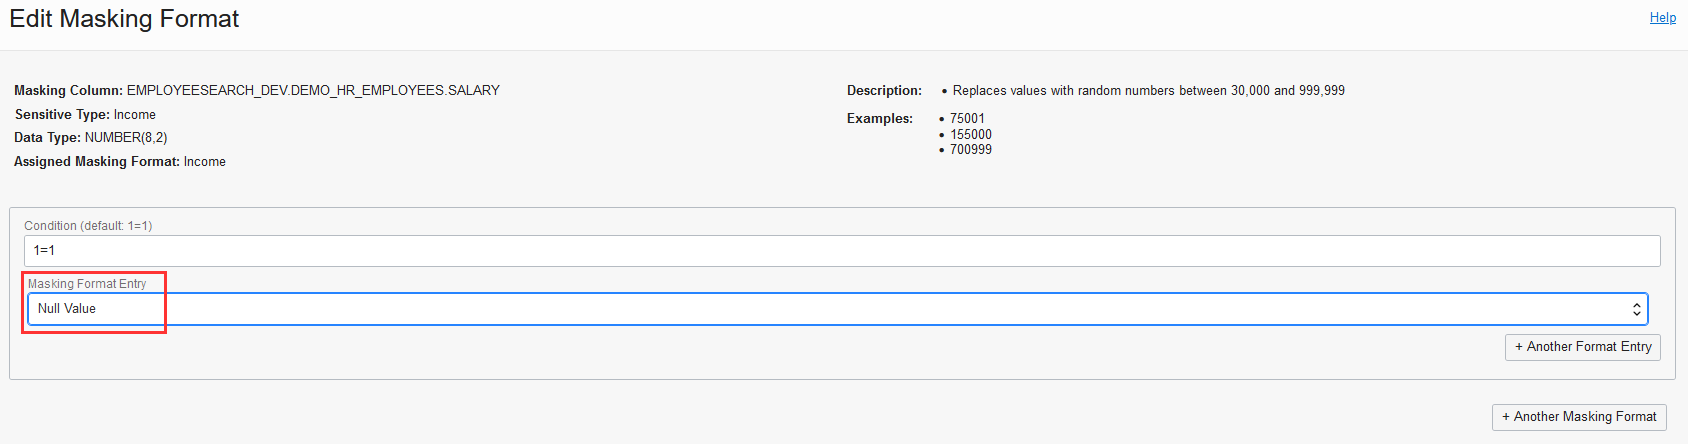 Edit Masking Format
Help
Masking Column: EMPLOYEESEARCH_DEV.DEMO_HR_EMPLOYEES.SALARY
Sensitive Type: Income
Data Type: NUMBER(8,2)
Assigned Masking Format: Income
Description: • Replaces values with random numbers between 30,000 and 999,999
Examples: • 75001
• 155000
• 700999
Condition (default: 1=1)
1=1
Masking Format Entry
Null Value
+ Another Format Entry
+ Another Masking Format